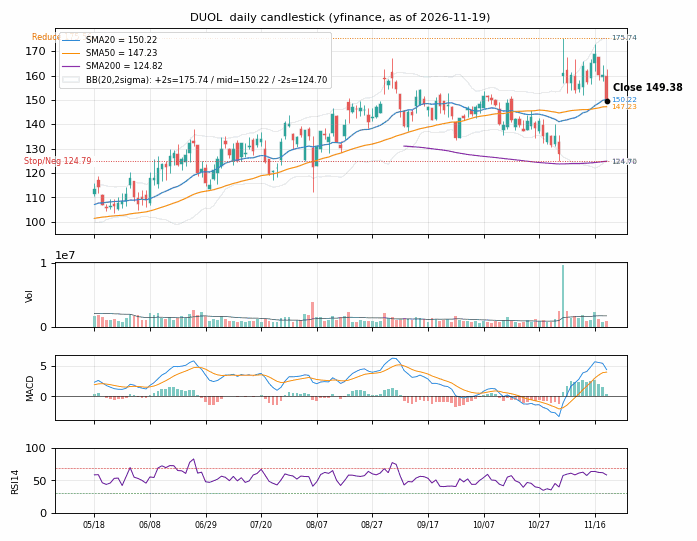 DUOL daily candlestick (yfinance, as of 2026-11-19)
SMA20 = 150.22
SMA50 = 147.23
SMA200 = 124.82
BB(20,2sigma): +2s=175.74 / mid=150.22 / -2s=124.70
175.74
Close 149.38
150.22
147.23
Stop/Neg 124.79
124.70
170
160
150
140
130
120
110
100
1e7
1
0
Vol
5
0
MACD
100
50
0
RSI14
05/18 06/08 06/29 07/20 08/07 08/27 09/17 10/07 10/27 11/16